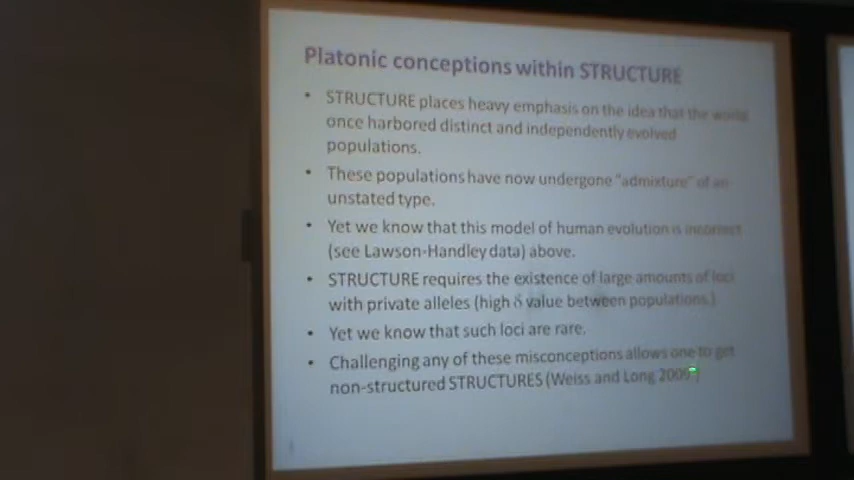 Platonic conceptions within STRUCTURE
• STRUCTURE places heavy emphasis on the idea that the world
once harbored distinct and independently evolved
populations.
• These populations have now undergone "admixture" of an
unstated type.
• Yet we know that this model of human evolution is incorrect
(see Lawson-Handley data) above.
• STRUCTURE requires the existence of large amounts of loci
with private alleles (high δ value between populations.)
• Yet we know that such loci are rare.
• Challenging any of these misconceptions allows one to get
non-structured STRUCTURES (Weiss and Long 2009)